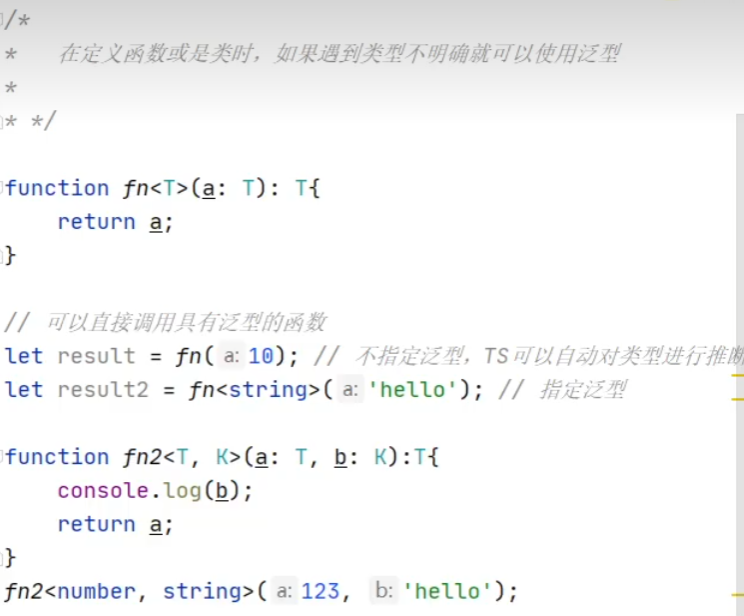 /*
*   在定义函数或是类时，如果遇到类型不明确就可以使用泛型
*
* */
function fn<T>(a: T): T{
    return a;
}
// 可以直接调用具有泛型的函数
let result = fn( a: 10); // 不指定泛型，TS可以自动对类型进行推断
let result2 = fn<string>( a: 'hello'); // 指定泛型
function fn2<T, K>(a: T, b: K):T{
    console.log(b);
    return a;
}
fn2<number, string>( a: 123,  b: 'hello');